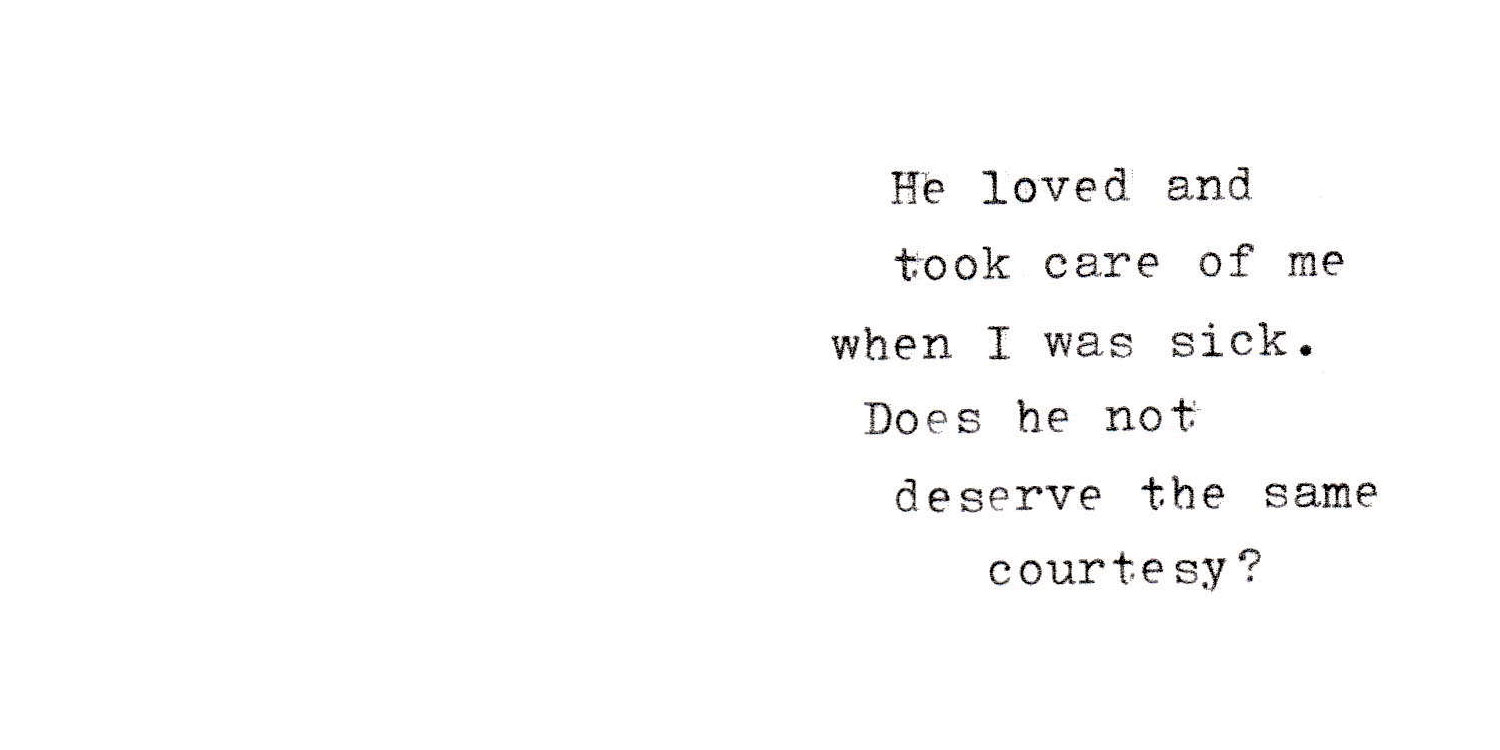 He loved and
took care of me
when I was sick.
Does he not
deserve the same
courtesy?